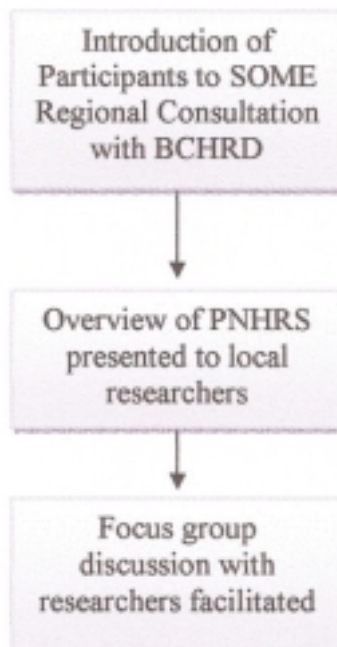 Introduction of
Participants to SOME
Regional Consultation
with BCHRD
Overview of PNHRS
presented to local
researchers
Focus group
discussion with
researchers facilitated